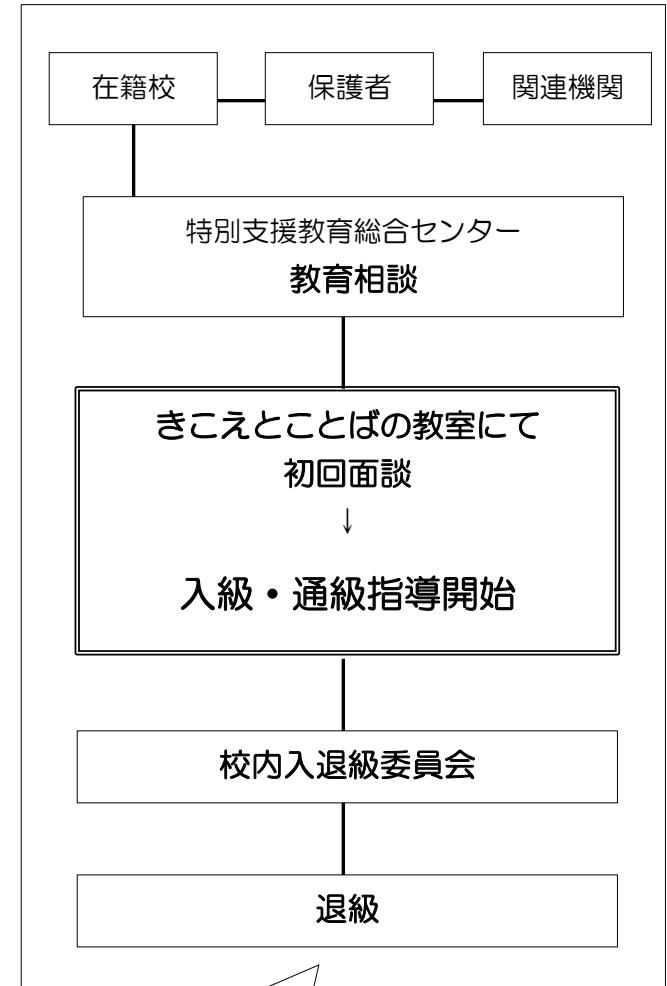 在籍校
保護者
関連機関
特別支援教育総合センター
教育相談
きこえとことばの教室にて
初回面談
↓
入級・通級指導開始
校内入退級委員会
退級